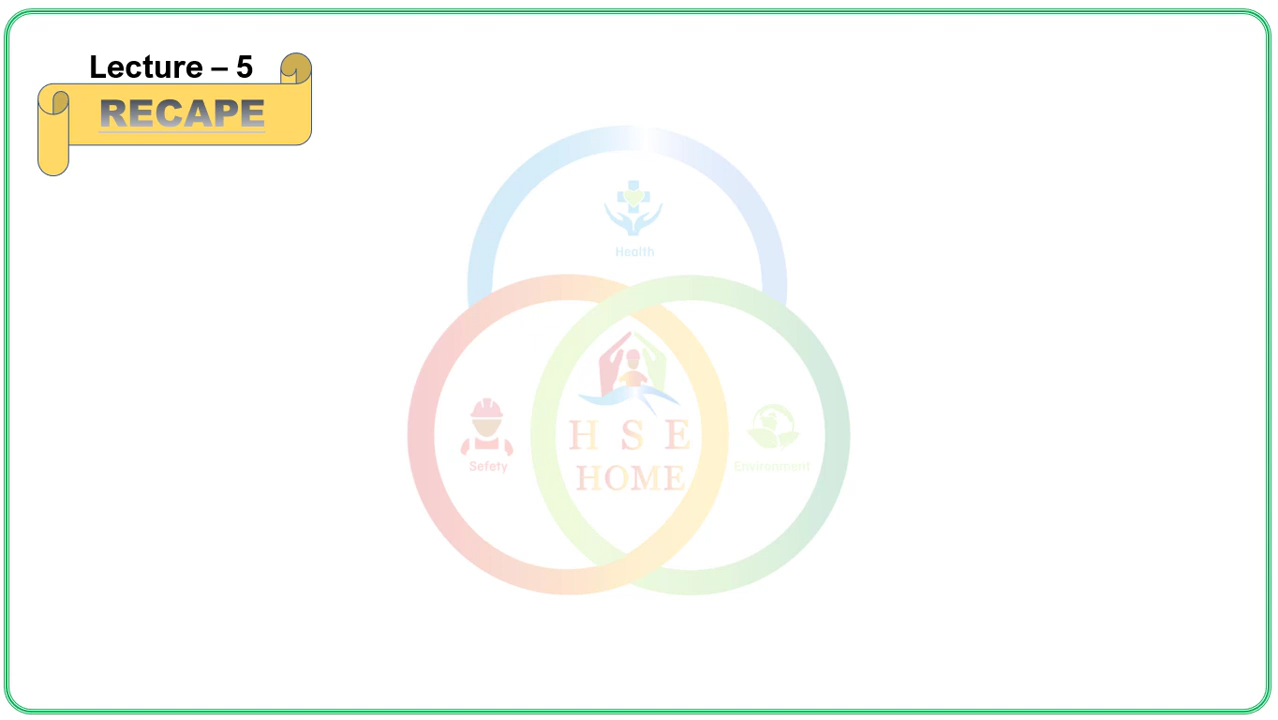 Lecture – 5
RECAPE
Health
Sefety
Environment
H S E
HOME